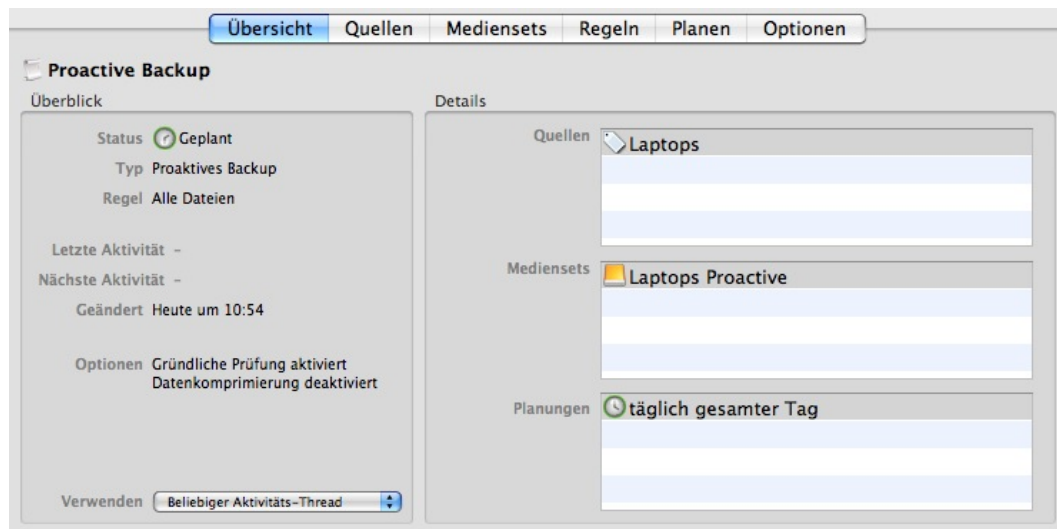 Übersicht Quellen Mediensets Regeln Planen Optionen
Proactive Backup
Überblick
Status Geplant
Typ Proaktives Backup
Regel Alle Dateien
Letzte Aktivität -
Nächste Aktivität -
Geändert Heute um 10:54
Optionen Gründliche Prüfung aktiviert
Datenkomprimierung deaktiviert
Verwenden Beliebiger Aktivitäts-Thread
Details
Quellen Laptops
Mediensets Laptops Proactive
Planungen täglich gesamter Tag